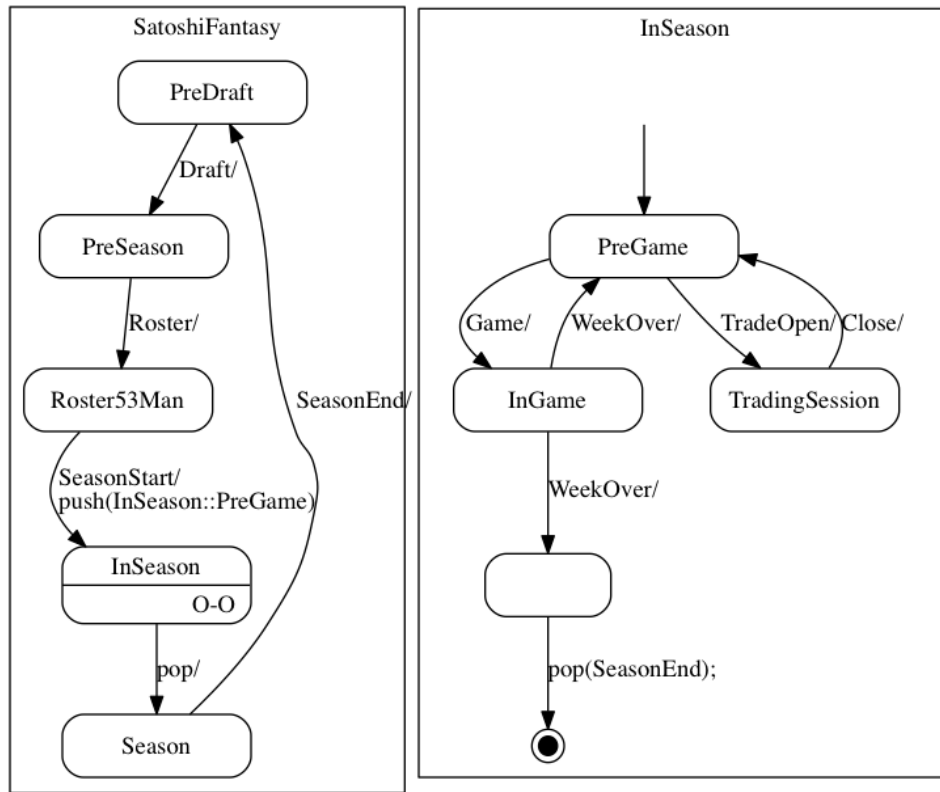 SatoshiFantasy
PreDraft
Draft/
PreSeason
Roster/
Roster53Man
SeasonEnd/
SeasonStart/
push(InSeason::PreGame)
InSeason
O-O
pop/
Season
InSeason
PreGame
Game/
WeekOver/
TradeOpen/
Close/
InGame
TradingSession
WeekOver/
pop(SeasonEnd);